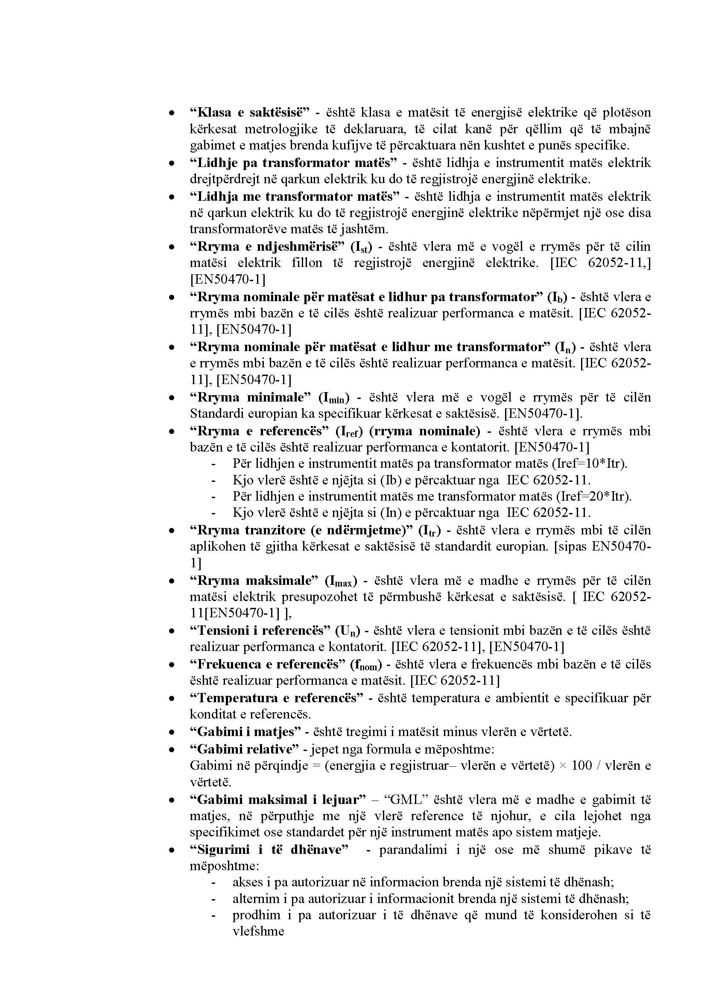 • “Klasa e saktësisë” - është klasa e matësit të energjisë elektrike që plotëson
kërkesat metrologjike të deklaruara, të cilat kanë për qëllim që të mbajnë
gabimet e matjes brenda kufijve të përcaktuara nën kushtet e punës specifike.
• “Lidhje pa transformator matës” - është lidhja e instrumentit matës elektrik
drejtpërdrejt në qarkun elektrik ku do të regjistrojë energjinë elektrike.
• “Lidhja me transformator matës” - është lidhja e instrumentit matës elektrik
në qarkun elektrik ku do të regjistrojë energjinë elektrike nëpërmjet një ose disa
transformatorëve matës të jashtëm.
• “Rryma e ndjeshmërisë” (Ist) - është vlera më e vogël e rrymës për të cilin
matësi elektrik fillon të regjistrojë energjinë elektrike. [IEC 62052-11,]
[EN50470-1]
• “Rryma nominale për matësat e lidhur pa transformator” (Ib) - është vlera e
rrymës mbi bazën e të cilës është realizuar performanca e matësit. [IEC 62052-
11], [EN50470-1]
• “Rryma nominale për matësat e lidhur me transformator” (In) - është vlera
e rrymës mbi bazën e të cilës është realizuar performanca e matësit. [IEC 62052-
11], [EN50470-1]
• “Rryma minimale” (Imin) - është vlera më e vogël e rrymës për të cilën
Standardi europian ka specifikuar kërkesat e saktësisë. [EN50470-1].
• “Rryma e referencës” (Iref) (rryma nominale) - është vlera e rrymës mbi
bazën e të cilës është realizuar performanca e kontatorit. [EN50470-1]
- Për lidhjen e instrumentit matës pa transformator matës (Iref=10*Itr).
- Kjo vlerë është e njëjta si (Ib) e përcaktuar nga  IEC 62052-11.
- Për lidhjen e instrumentit matës me transformator matës (Iref=20*Itr).
- Kjo vlerë është e njëjta si (In) e përcaktuar nga  IEC 62052-11.
• “Rryma tranzitore (e ndërmjetme)” (Itr) - është vlera e rrymës mbi të cilën
aplikohen të gjitha kërkesat e saktësisë të standardit europian. [sipas EN50470-
1]
• “Rryma maksimale” (Imax) - është vlera më e madhe e rrymës për të cilën
matësi elektrik presupozohet të përmbushë kërkesat e saktësisë. [ IEC 62052-
11[EN50470-1] ],
• “Tensioni i referencës” (Un) - është vlera e tensionit mbi bazën e të cilës është
realizuar performanca e kontatorit. [IEC 62052-11], [EN50470-1]
• “Frekuenca e referencës” (fnom) - është vlera e frekuencës mbi bazën e të cilës
është realizuar performanca e matësit. [IEC 62052-11]
• “Temperatura e referencës” - është temperatura e ambientit e specifikuar për
konditat e referencës.
• “Gabimi i matjes” - është tregimi i matësit minus vlerën e vërtetë.
• “Gabimi relative” - jepet nga formula e mëposhtme:
Gabimi në përqindje = (energjia e regjistruar– vlerën e vërtetë) × 100 / vlerën e
vërtetë.
• “Gabimi maksimal i lejuar” – “GML” është vlera më e madhe e gabimit të
matjes, në përputhje me një vlerë reference të njohur, e cila lejohet nga
specifikimet ose standardet për një instrument matës apo sistem matjeje.
• “Sigurimi i të dhënave”  - parandalimi i një ose më shumë pikave të
mëposhtme:
- akses i pa autorizuar në informacion brenda një sistemi të dhënash;
- alternim i pa autorizuar i informacionit brenda një sistemi të dhënash;
- prodhim i pa autorizuar i të dhënave që mund të konsiderohen si të
vlefshme